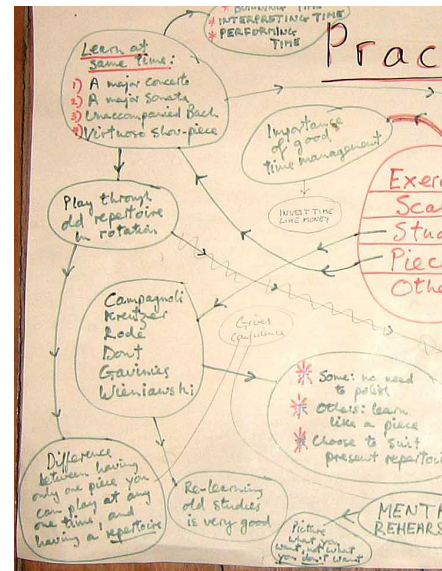 * BUILDING TIME
* INTERPRETING TIME
* PERFORMING
TIME
Prac
Learn at
same time:
1) A major concerto
2) A major Sonata
3) Unaccompanied Bach
4) Virtuoso show-piece
Importance
of good
time management
INVEST TIME
LIKE MONEY
Exer
Sca
Stud
Piec
Othe
Play through
old repertoire
in rotation
Campagnoli
Kreutzer
Rode
Dont
Gaviniés
Wieniawski
Gives
Confidence
* Some: no need
to polish
* Others: learn
like a piece
* Choose to suit
present repertoi
Difference
between having
only one piece you
can play at any
one time, and
having a 'repertoire'
Re-learning
old studies
is very good
Picture
what you
want, not what
you don't want
MENTA
REHEARS